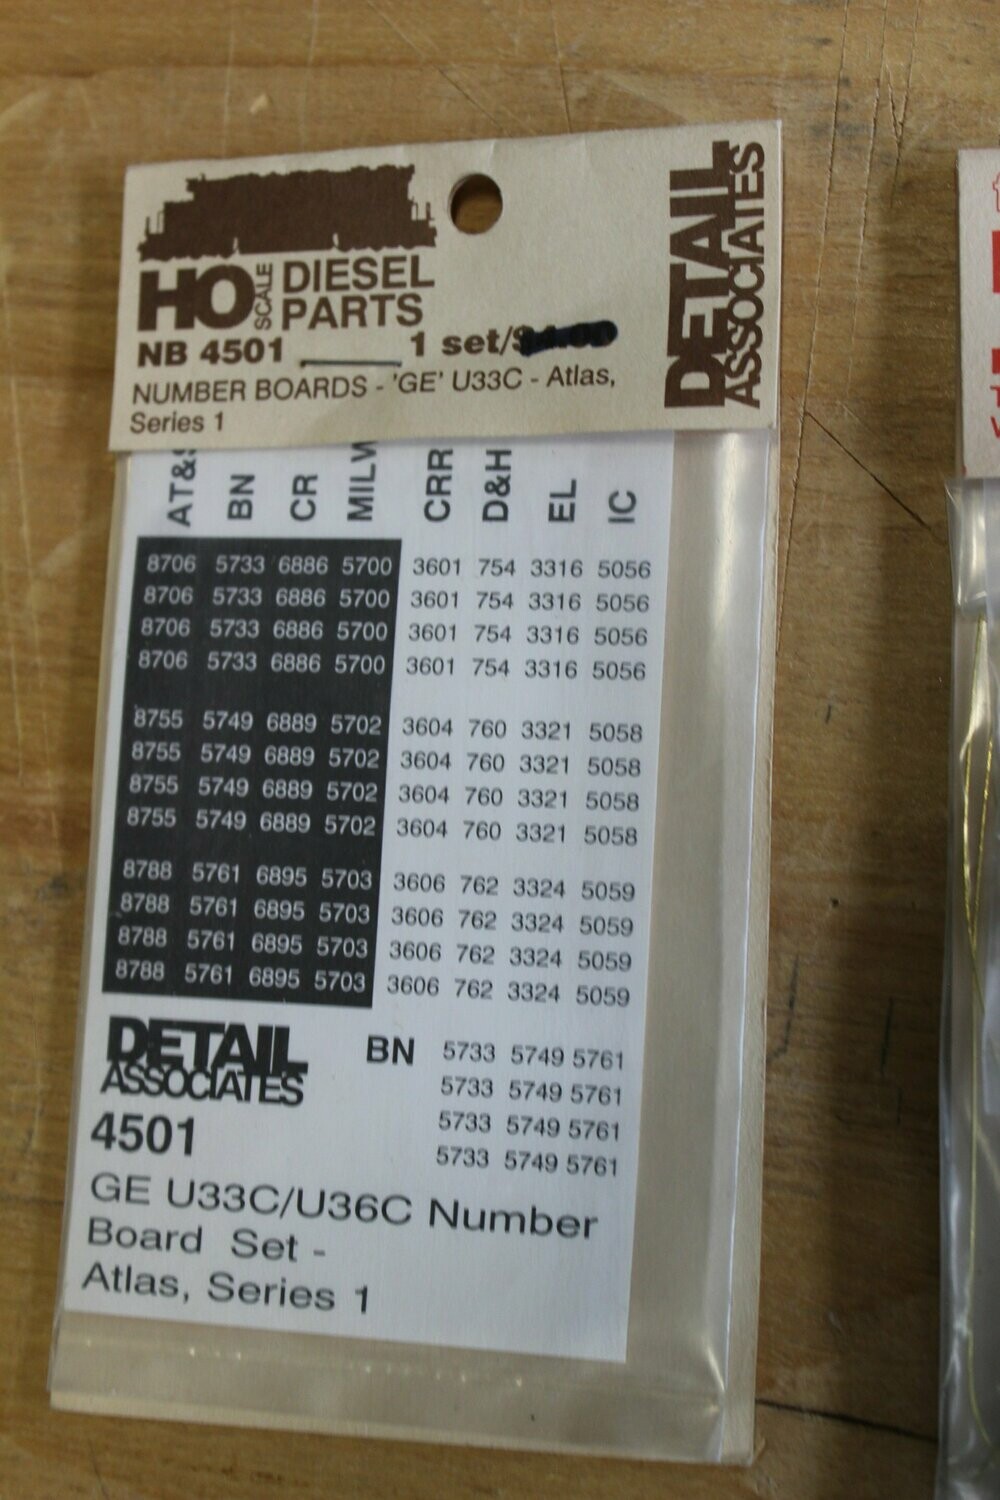 HO SCALE DIESEL PARTS
NB 4501 1 set/
NUMBER BOARDS - 'GE' U33C - Atlas,
Series 1
DETAIL
ASSOCIATES
BN CR CRR D&H EL IC
8706 5733 6886 5700 3601 754 3316 5056
8706 5733 6886 5700 3601 754 3316 5056
8706 5733 6886 5700 3601 754 3316 5056
8706 5733 6886 5700 3601 754 3316 5056
8755 5749 6889 5702 3604 760 3321 5058
8755 5749 6889 5702 3604 760 3321 5058
8755 5749 6889 5702 3604 760 3321 5058
8755 5749 6889 5702 3604 760 3321 5058
8788 5761 6895 5703 3606 762 3324 5059
8788 5761 6895 5703 3606 762 3324 5059
8788 5761 6895 5703 3606 762 3324 5059
8788 5761 6895 5703 3606 762 3324 5059
BN 5733 5749 5761
5733 5749 5761
5733 5749 5761
5733 5749 5761
DETAIL
ASSOCIATES
4501
GE U33C/U36C Number
Board Set -
Atlas, Series 1